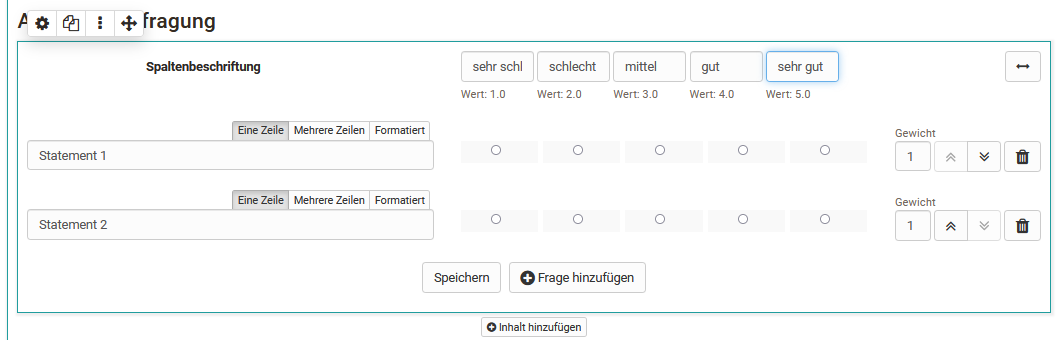 A fragung
Spaltenbeschriftung sehr schl schlecht mittel gut sehr gut
Wert: 1.0 Wert: 2.0 Wert: 3.0 Wert: 4.0 Wert: 5.0
Eine Zeile Mehrere Zeilen Formatiert Gewicht
Statement 1 1
Eine Zeile Mehrere Zeilen Formatiert Gewicht
Statement 2 1
Speichern Frage hinzufügen
Inhalt hinzufügen